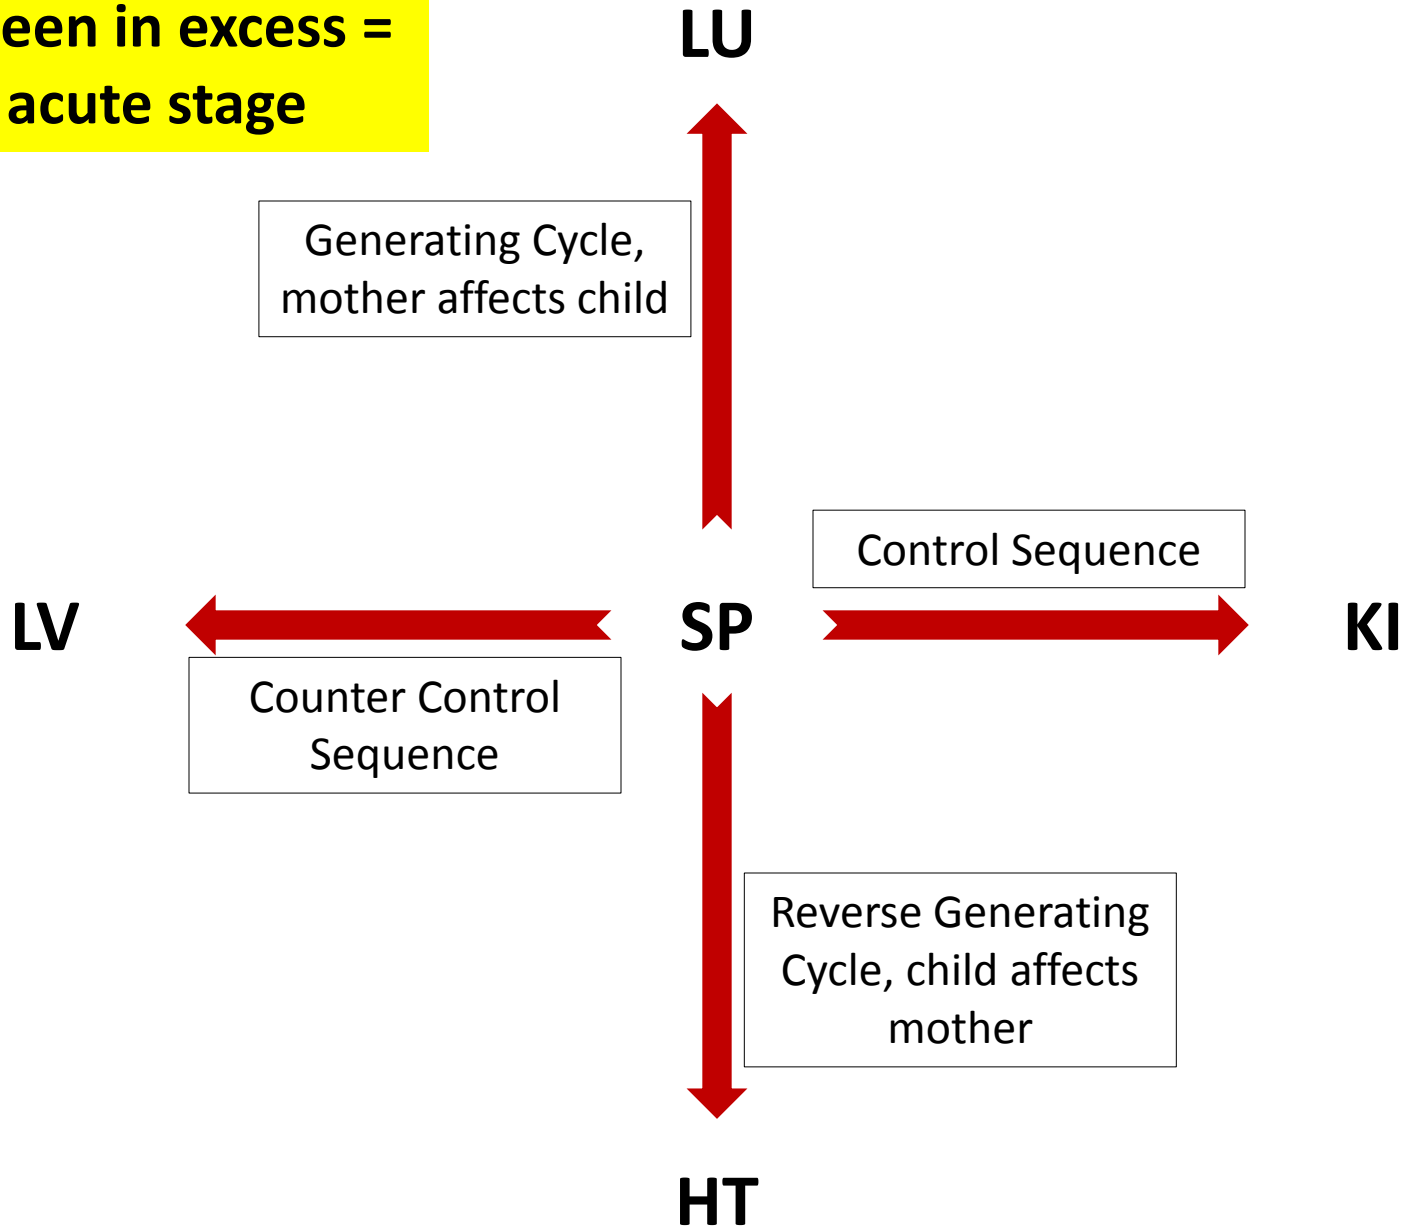 een in excess =
acute stage
LU
Generating Cycle,
mother affects child
Control Sequence
LV
SP
KI
Counter Control
Sequence
Reverse Generating
Cycle, child affects
mother
HT